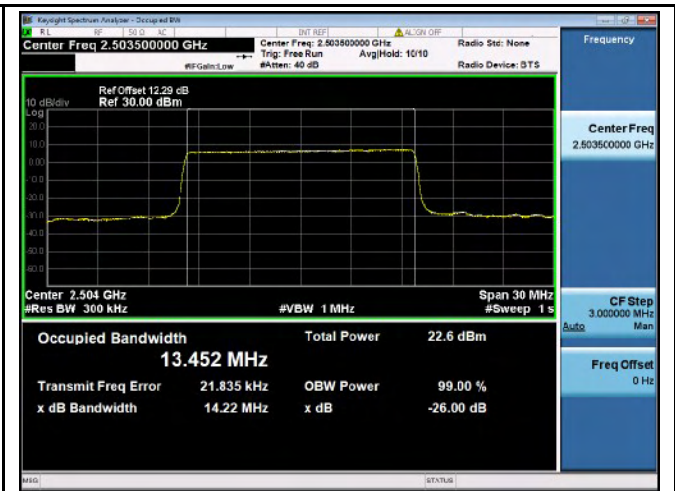 Keysight Spectrum Analyzer - Occupied BW
RL RF 50 Ω AC INT REF ALIGN OFF
Center Freq 2.503500000 GHz
Center Freq: 2.503500000 GHz
Radio Std: None
Trig: Free Run Avg|Hold: 10/10
#IFGain:Low #Atten: 40 dB
Radio Device: BTS
Frequency
Ref Offset 12.29 dB
10 dB/div Ref 30.00 dBm
Log
20.0
10.0
0.00
-10.0
-20.0
-30.0
-40.0
-50.0
-60.0
Center 2.504 GHz Span 30 MHz
#Res BW 300 kHz #VBW 1 MHz #Sweep 1 s
Center Freq
2.503500000 GHz
CF Step
3.000000 MHz
Auto Man
Freq Offset
0 Hz
Occupied Bandwidth Total Power 22.6 dBm
13.452 MHz
Transmit Freq Error 21.835 kHz OBW Power 99.00 %
x dB Bandwidth 14.22 MHz x dB -26.00 dB
MSG STATUS